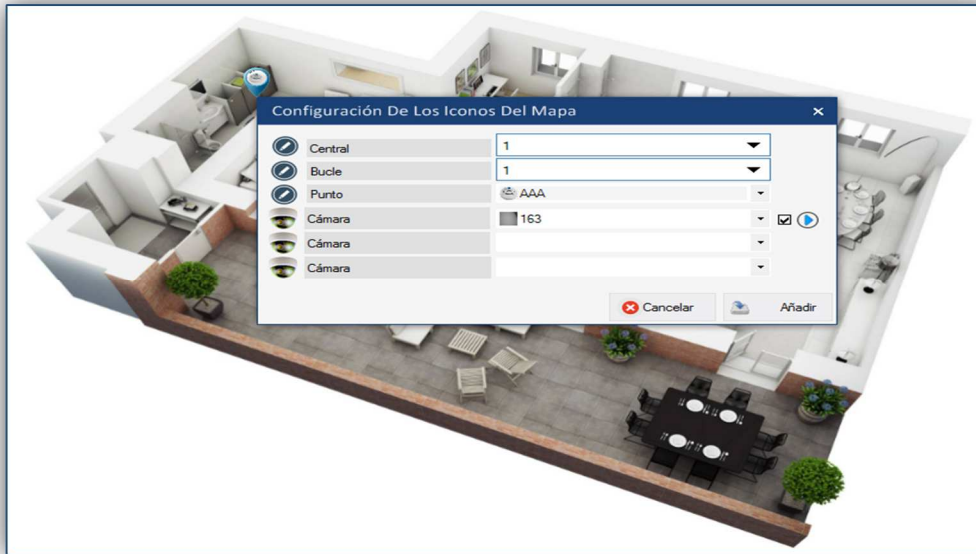 Configuración De Los Iconos Del Mapa
Central 1
Bucle 1
Punto AAA
Cámara 163
Cámara
Cámara
Cancelar Añadir